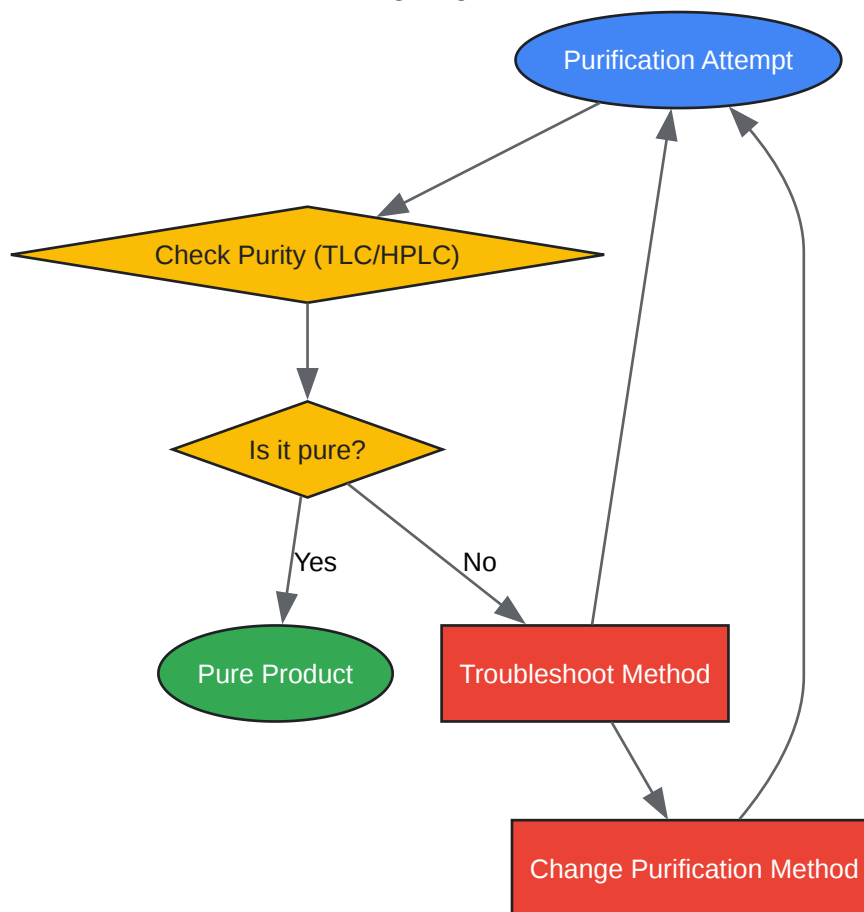 Purification Attempt
Check Purity (TLC/HPLC)
Is it pure?
Yes
No
Pure Product
Troubleshoot Method
Change Purification Method